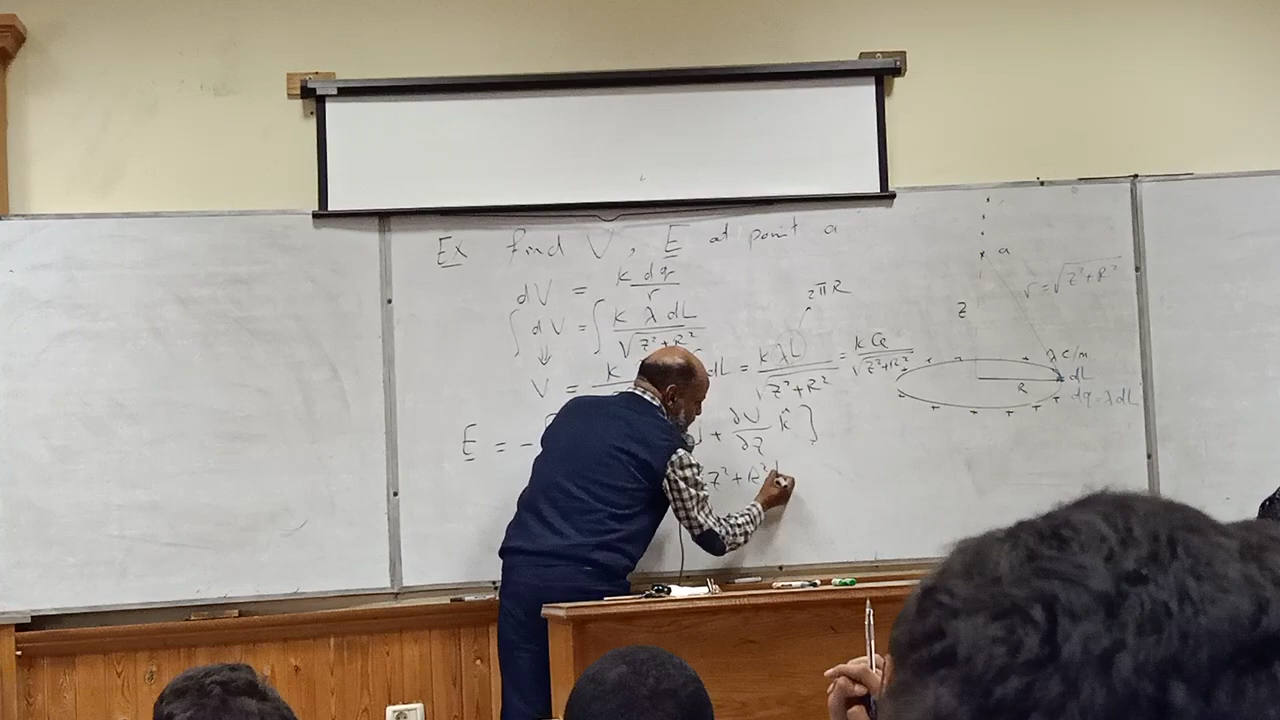 Ex find V, E at point a
dV = k dq / r
∫ dV = ∫ k λ dL / √Z²+R²
2πR
V = k dL = k λ L / √Z²+R² = k Q / √Z²+R²
E = - + ∂V/∂z k̂ ]
Z²+R²
a
r = √Z²+R²
Z
λ C/m
R
dL
dq = λ dL